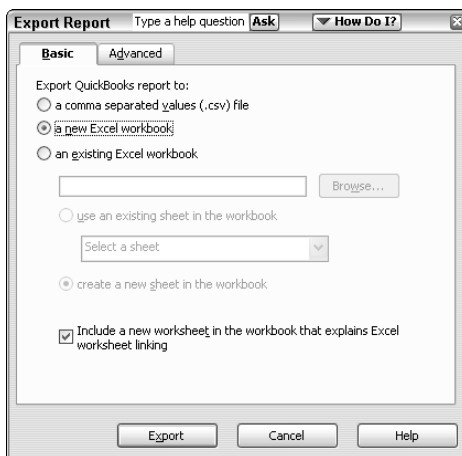 Export Report Type a help question Ask How Do I?
Basic Advanced
Export QuickBooks report to:
a comma separated values (.csv) file
a new Excel workbook
an existing Excel workbook
Browse...
use an existing sheet in the workbook
Select a sheet
create a new sheet in the workbook
Include a new worksheet in the workbook that explains Excel
worksheet linking
Export Cancel Help